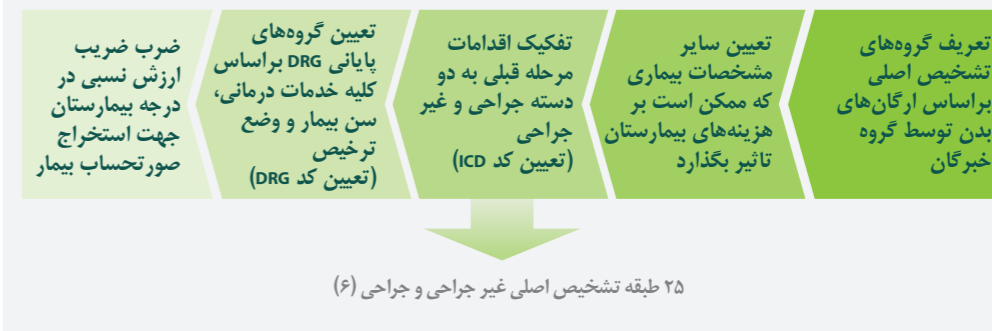 تعریف گروه‌های
تشخیص اصلی
براساس ارگان‌های
بدن توسط گروه
خبرگان
تعیین سایر
مشخصات بیماری
که ممکن است بر
هزینه‌های بیمارستان
تاثیر بگذارد
تفکیک اقدامات
مرحله قبلی به دو
دسته جراحی و غیر
جراحی
(تعیین کد ICD)
تعیین گروه‌های
پایانی DRG براساس
کلیه خدمات درمانی،
سن بیمار و وضع
ترخیص
(تعیین کد DRG)
ضرب ضریب
ارزش نسبی در
درجه بیمارستان
جهت استخراج
صورتحساب بیمار
۲۵ طبقه تشخیص اصلی غیر جراحی و جراحی (۶)